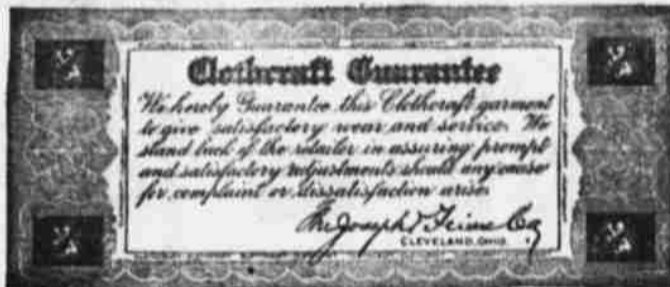 Clothcraft Guarantee
We hereby Guarantee this Clothcraft garment
to give satisfactory wear and service. We
stand back of the retailer in assuring prompt
and satisfactory adjustments should any cause
for complaint or dissatisfaction arise.
The Joseph & Feiss Co
CLEVELAND, OHIO.